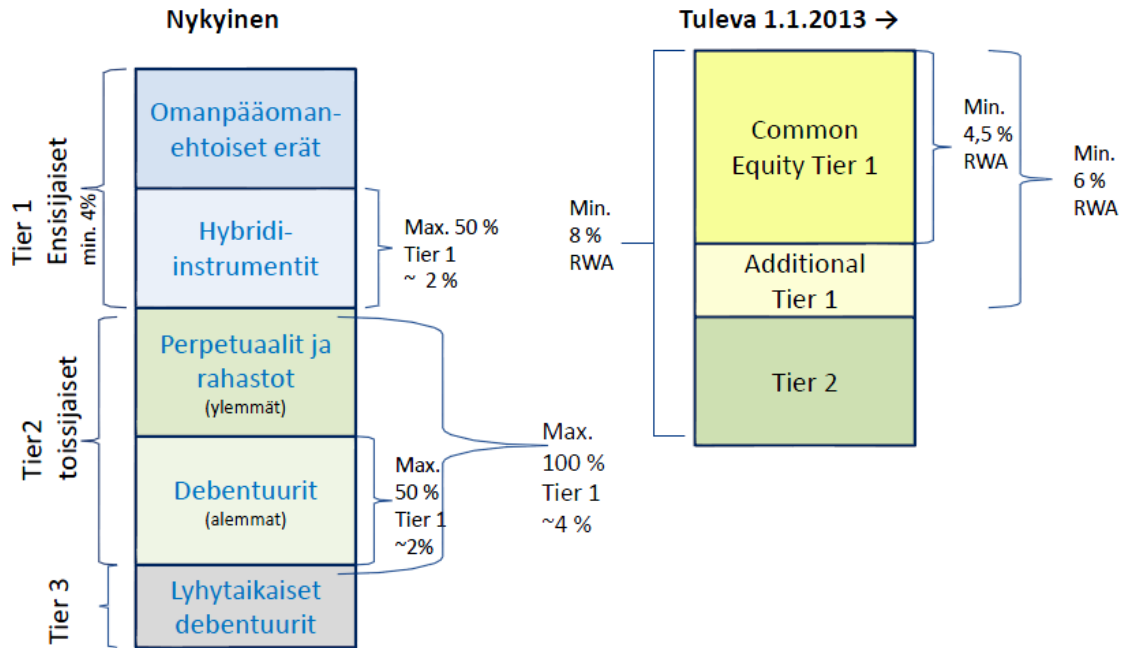 Nykyinen
Tier 1
Ensisijaiset
min. 4%
Omanpääoman-
ehtoiset erät
Hybridi-
instrumentit
Max. 50 %
Tier 1
~ 2 %
Tier2
toissijaiset
Perpetuaalit ja
rahastot
(ylemmät)
Debentuurit
(alemmat)
Max.
50 %
Tier 1
~2%
Max.
100 %
Tier 1
~4 %
Tier 3
Lyhytaikaiset
debentuurit
Tuleva 1.1.2013 →
Min.
8 %
RWA
Common
Equity Tier 1
Additional
Tier 1
Tier 2
Min.
4,5 %
RWA
Min.
6 %
RWA